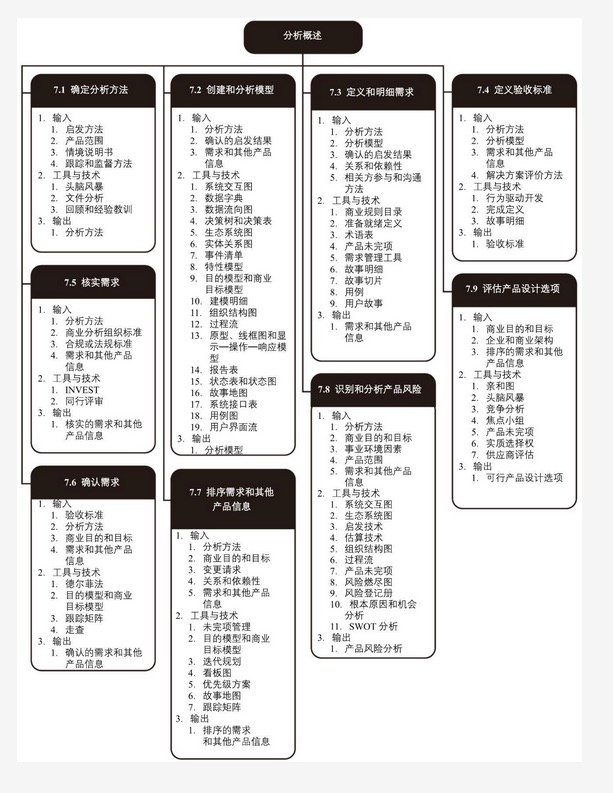 分析概述
7.1 确定分析方法
1. 输入
1. 启发方法
2. 产品范围
3. 情境说明书
4. 跟踪和监督方法
2. 工具与技术
1. 头脑风暴
2. 文件分析
3. 回顾和经验教训
3. 输出
1. 分析方法
7.2 创建和分析模型
1. 输入
1. 分析方法
2. 确认的启发结果
3. 需求和其他产品
信息
2. 工具与技术
1. 系统交互图
2. 数据字典
3. 数据流向图
4. 决策树和决策表
5. 生态系统图
6. 实体关系图
7. 事件清单
8. 特性模型
9. 目的模型和商业
目标模型
10. 建模明细
11. 组织结构图
12. 过程流
13. 原型、线框图和显
示—操作—响应模
型
14. 报告表
15. 状态表和状态图
16. 故事地图
17. 系统接口表
18. 用例图
19. 用户界面流
3. 输出
1. 分析模型
7.3 定义和明细需求
1. 输入
1. 分析方法
2. 分析模型
3. 确认的启发结果
4. 关系和依赖性
5. 相关方参与和沟通
方法
2. 工具与技术
1. 商业规则目录
2. 准备就绪定义
3. 术语表
4. 产品未完项
5. 需求管理工具
6. 故事明细
7. 故事切片
8. 用例
9. 用户故事
3. 输出
1. 需求和其他产品
信息
7.4 定义验收标准
1. 输入
1. 分析方法
2. 分析模型
3. 需求和其他产品
信息
4. 解决方案评价方法
2. 工具与技术
1. 行为驱动开发
2. 完成定义
3. 故事明细
3. 输出
1. 验收标准
7.5 核实需求
1. 输入
1. 分析方法
2. 商业分析组织标准
3. 合规或法规标准
4. 需求和其他产品
信息
2. 工具与技术
1. INVEST
2. 同行评审
3. 输出
1. 核实的需求和其他
产品信息
7.6 确认需求
1. 输入
1. 验收标准
2. 分析方法
3. 商业目的和目标
4. 需求和其他产品
信息
2. 工具与技术
1. 德尔菲法
2. 目的模型和商业
目标模型
3. 跟踪矩阵
4. 走查
3. 输出
1. 确认的需求和其他
产品信息
7.7 排序需求和其他
产品信息
1. 输入
1. 分析方法
2. 商业目的和目标
3. 变更请求
4. 关系和依赖性
5. 需求和其他产品
信息
2. 工具与技术
1. 未完项管理
2. 目的模型和商业
目标模型
3. 迭代规划
4. 看板图
5. 优先级方案
6. 故事地图
7. 跟踪矩阵
3. 输出
1. 排序的需求
和其他产品信息
7.8 识别和分析产品风险
1. 输入
1. 分析方法
2. 商业目的和目标
3. 事业环境因素
4. 产品范围
5. 需求和其他产品
信息
2. 工具与技术
1. 系统交互图
2. 生态系统图
3. 启发技术
4. 估算技术
5. 组织结构图
6. 过程流
7. 产品未完项
8. 风险燃尽图
9. 风险登记册
10. 根本原因和机会
分析
11. SWOT 分析
3. 输出
1. 产品风险分析
7.9 评估产品设计选项
1. 输入
1. 商业目的和目标
2. 企业和商业架构
3. 排序的需求和其他
产品信息
2. 工具与技术
1. 亲和图
2. 头脑风暴
3. 竞争分析
4. 焦点小组
5. 产品未完项
6. 实质选择权
7. 供应商评估
3. 输出
1. 可行产品设计选项